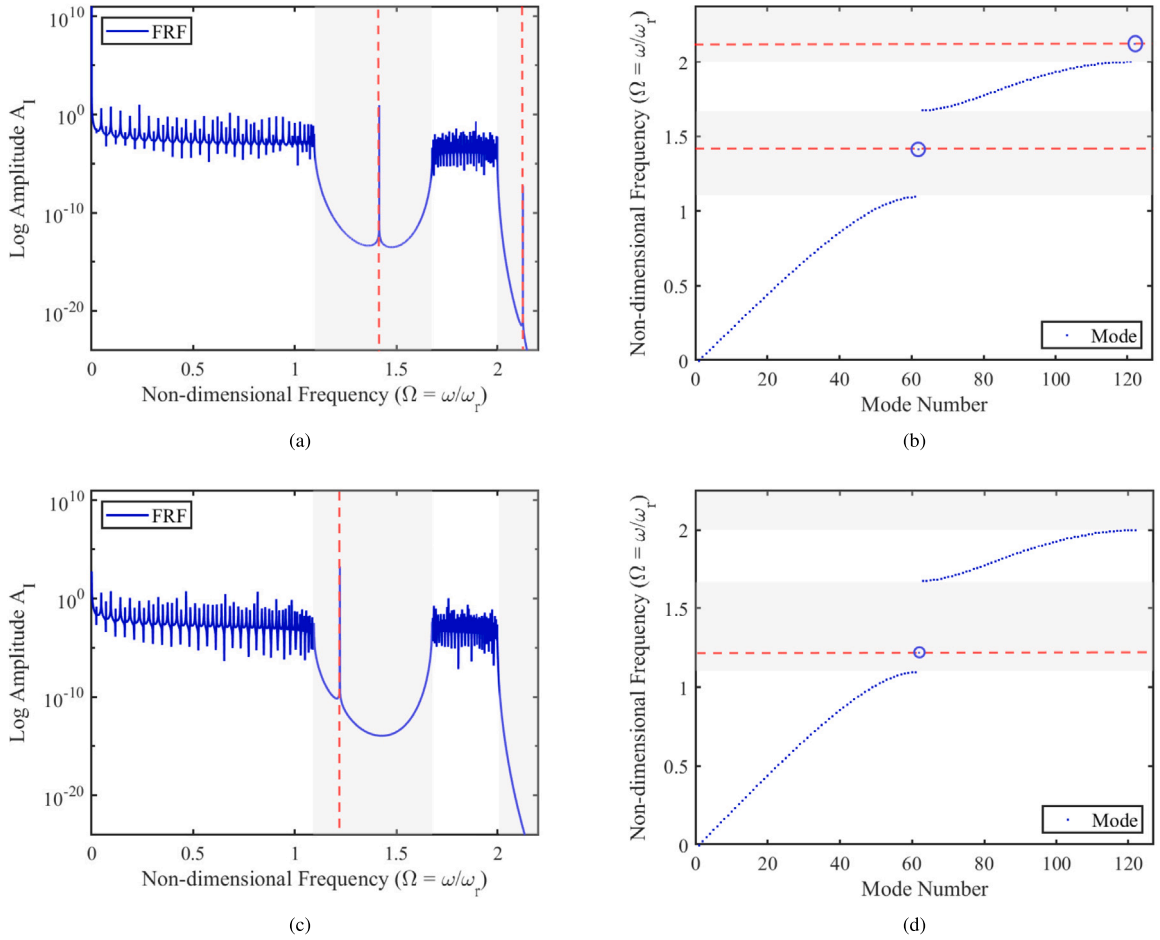 10^10
10^0
10^-10
10^-20
Log Amplitude A_I
FRF
0 0.5 1 1.5 2
Non-dimensional Frequency (Ω = ω/ω_r)
(a)
2
1.5
1
0.5
0
Non-dimensional Frequency (Ω = ω/ω_r)
Mode
0 20 40 60 80 100 120
Mode Number
(b)
10^10
10^0
10^-10
10^-20
Log Amplitude A_I
FRF
0 0.5 1 1.5 2
Non-dimensional Frequency (Ω = ω/ω_r)
(c)
2
1.5
1
0.5
0
Non-dimensional Frequency (Ω = ω/ω_r)
Mode
0 20 40 60 80 100 120
Mode Number
(d)